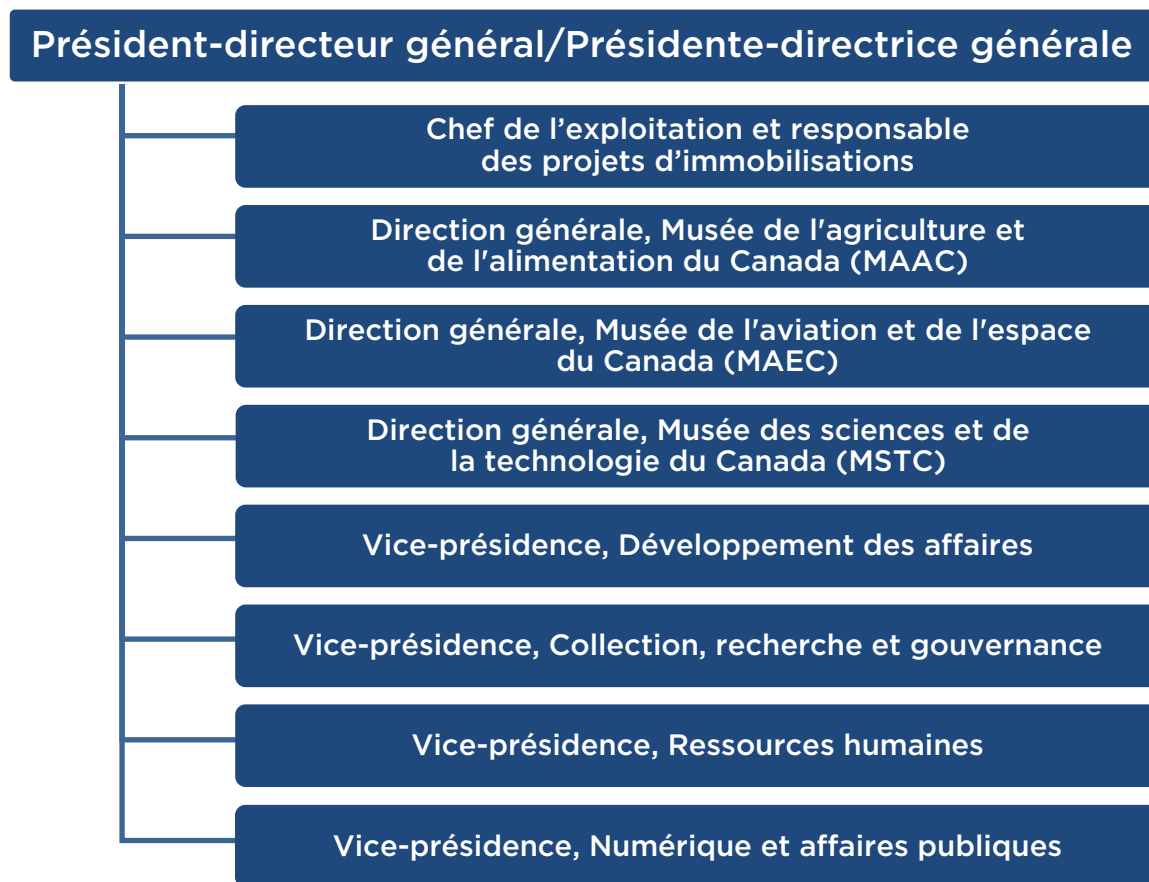 Président-directeur général/Présidente-directrice générale
Chef de l’exploitation et responsable
des projets d’immobilisations
Direction générale, Musée de l'agriculture et
de l'alimentation du Canada (MAAC)
Direction générale, Musée de l'aviation et de l'espace
du Canada (MAEC)
Direction générale, Musée des sciences et de
la technologie du Canada (MSTC)
Vice-présidence, Développement des affaires
Vice-présidence, Collection, recherche et gouvernance
Vice-présidence, Ressources humaines
Vice-présidence, Numérique et affaires publiques